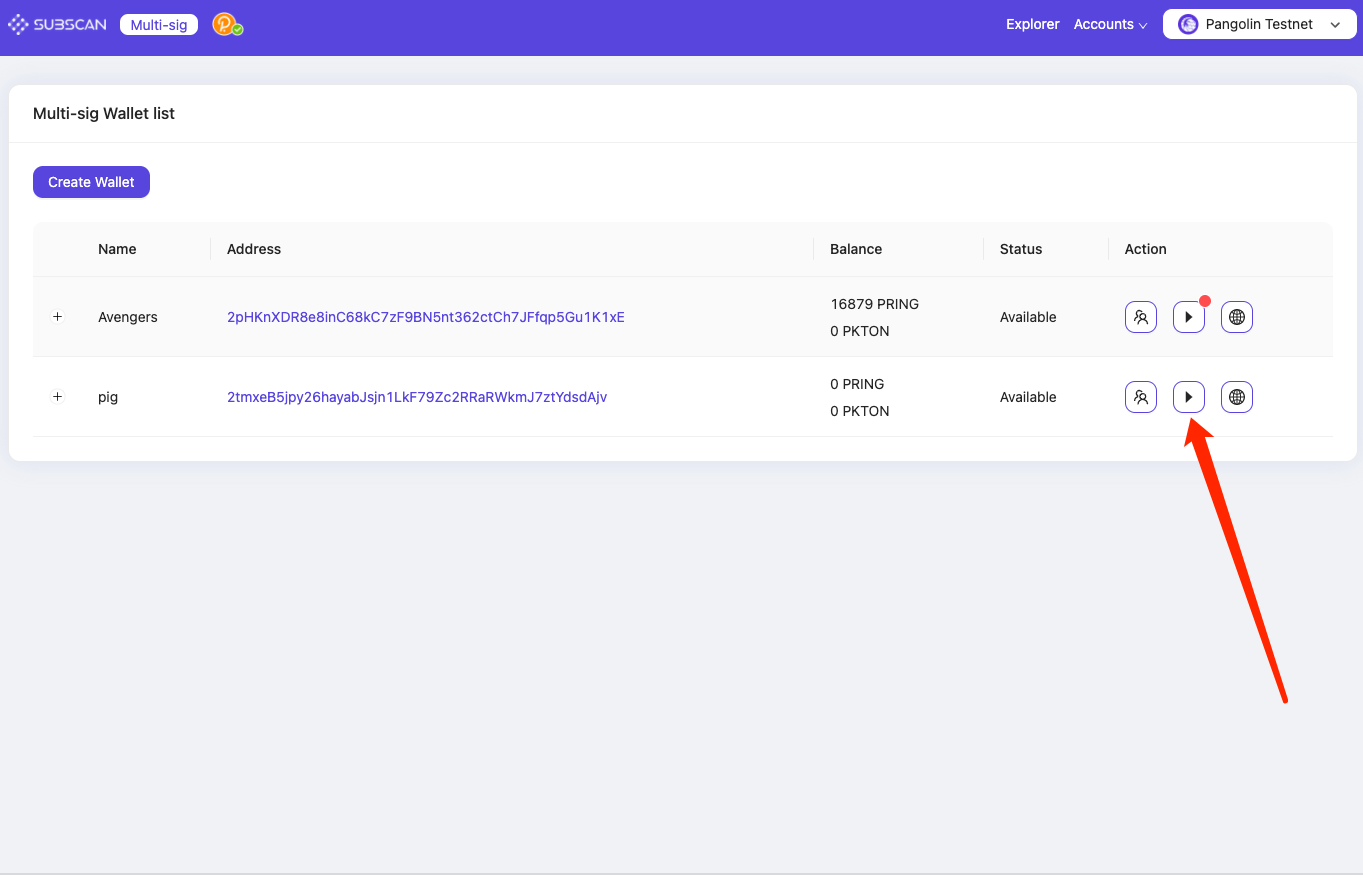 SUBSCAN Multi-sig Explorer Accounts Pangolin Testnet
Multi-sig Wallet list
Create Wallet
Name Address Balance Status Action
Avengers 2pHKnXDR8e8inC68kC7zF9BN5nt362ctCh7JFfqp5Gu1K1xE 16879 PRING Available
0 PKTON
pig 2tmxeB5jpy26hayabJsjn1LkF79Zc2RRaRWkmJ7ztYdsdAjv 0 PRING Available
0 PKTON